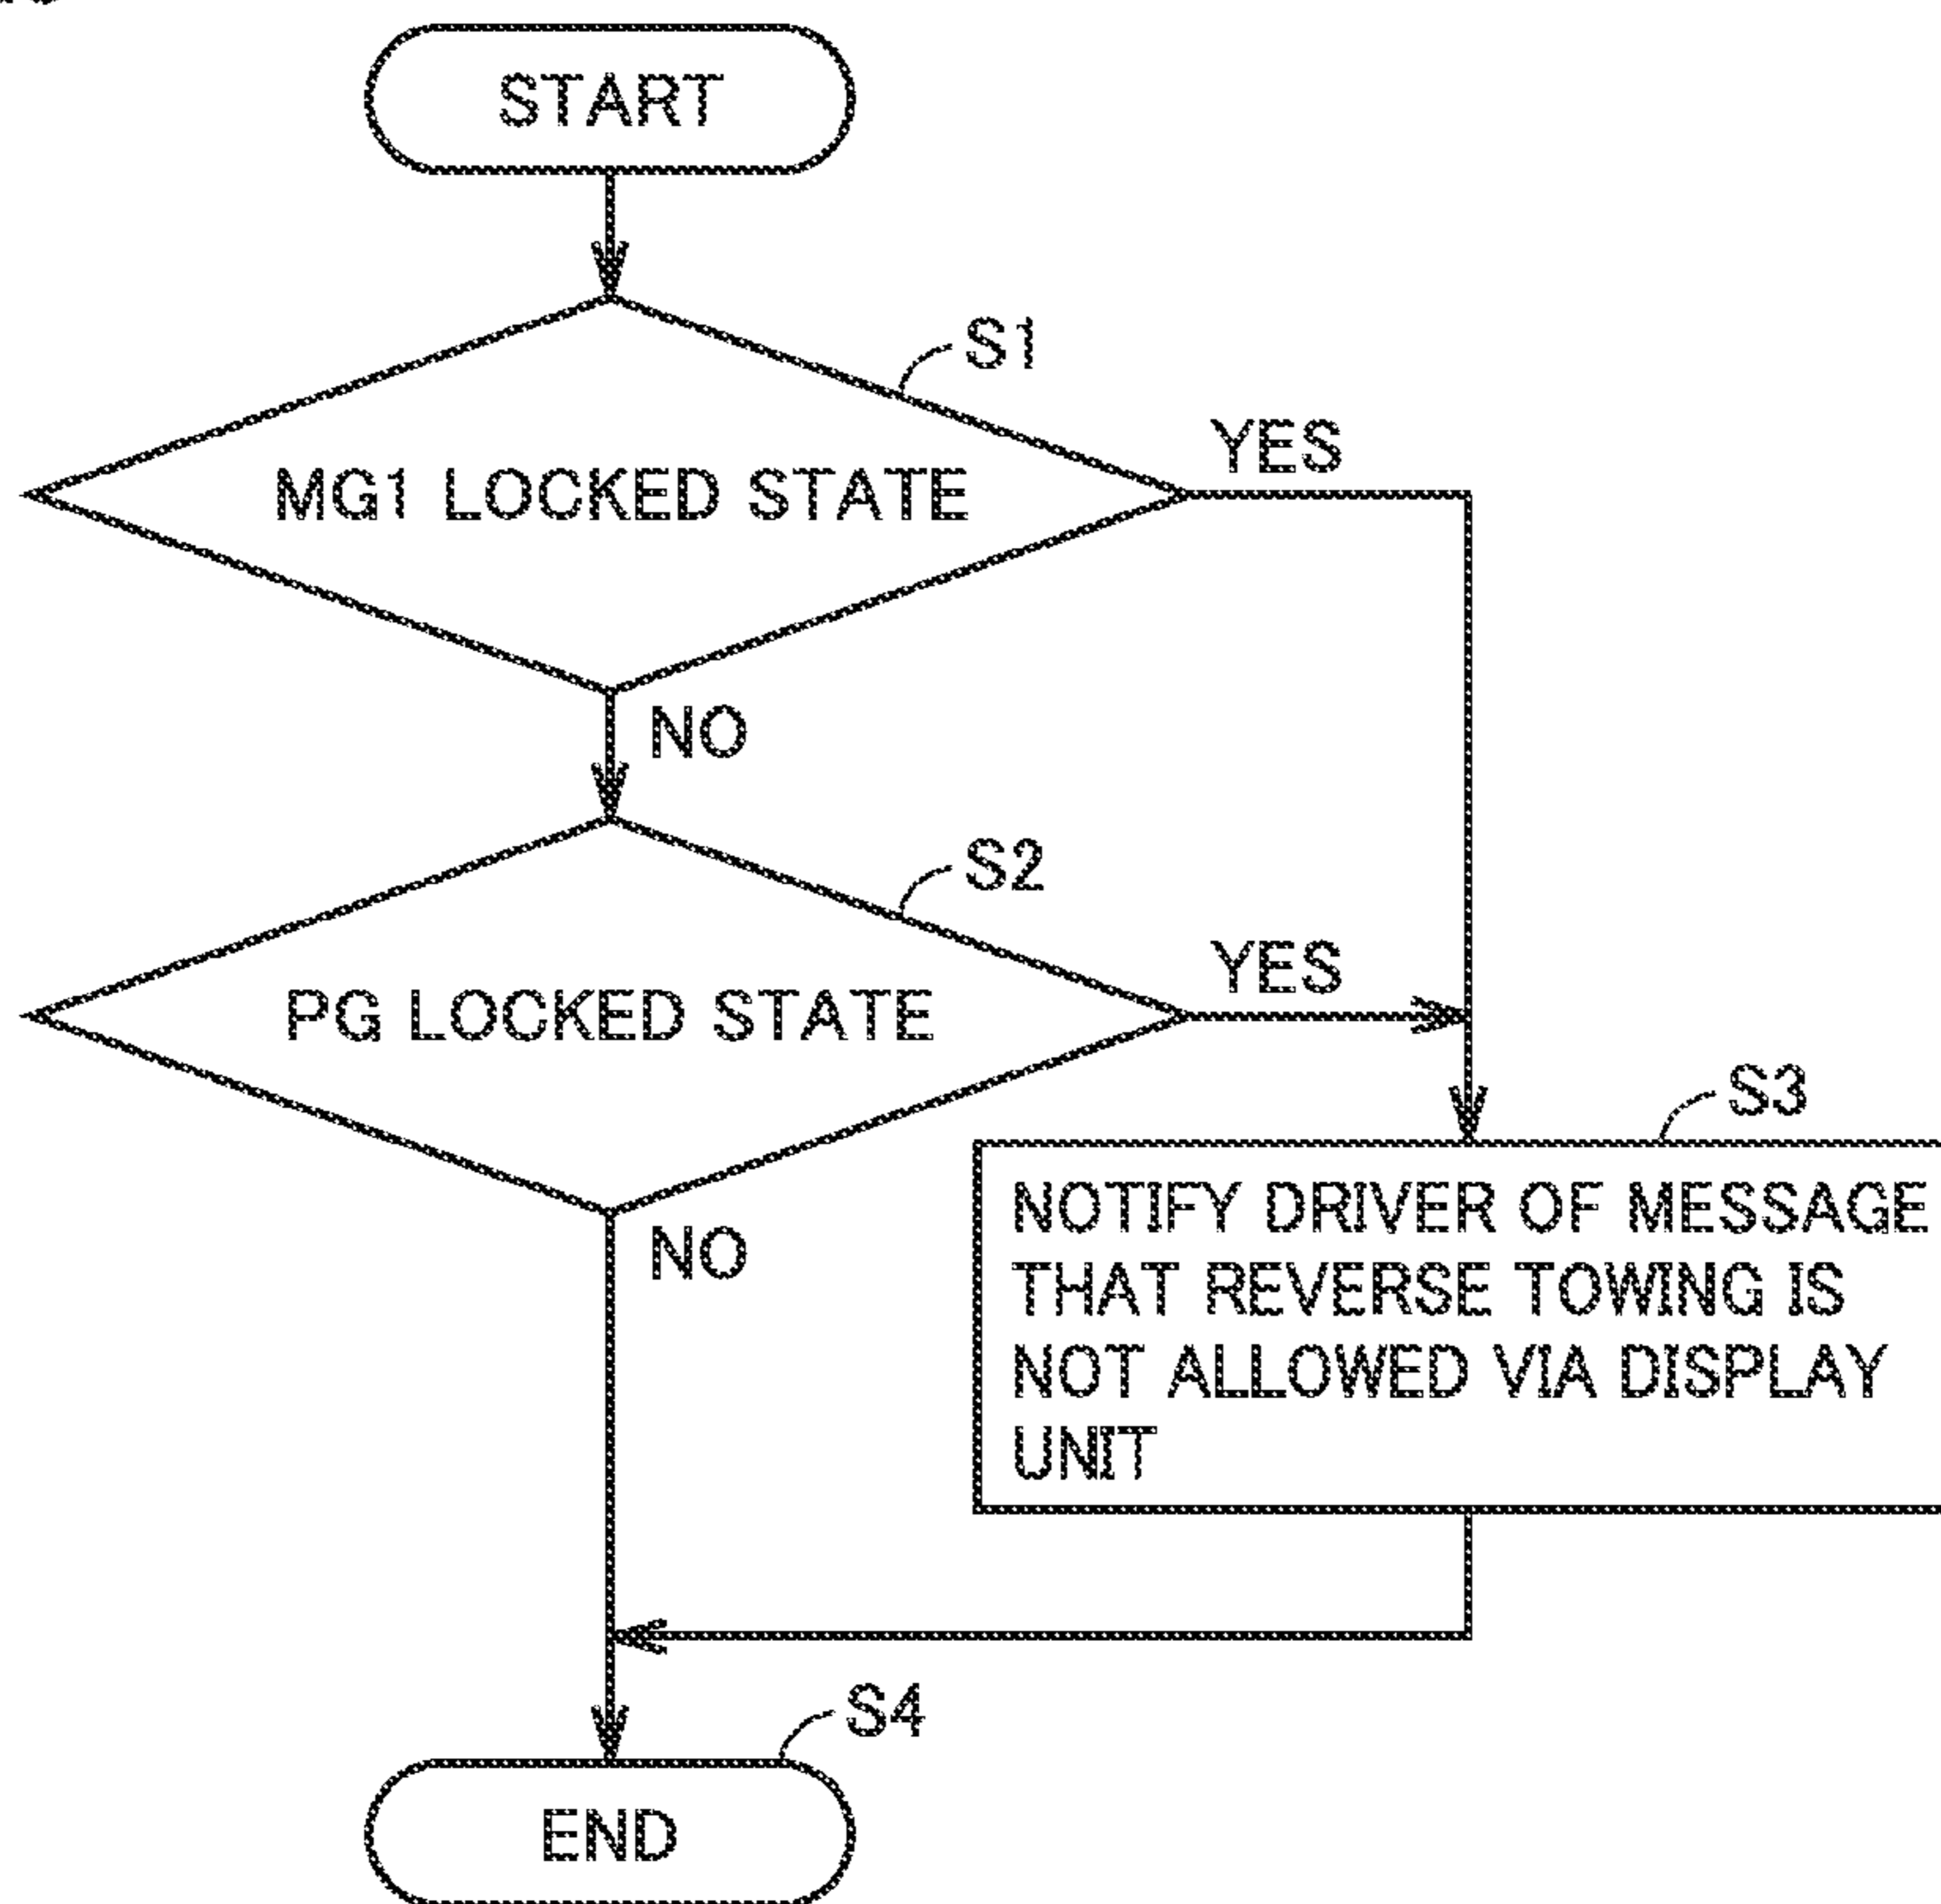 START
S1
MG1 LOCKED STATE
YES
NO
S2
PG LOCKED STATE
YES
NO
S3
NOTIFY DRIVER OF MESSAGE
THAT REVERSE TOWING IS
NOT ALLOWED VIA DISPLAY
UNIT
S4
END